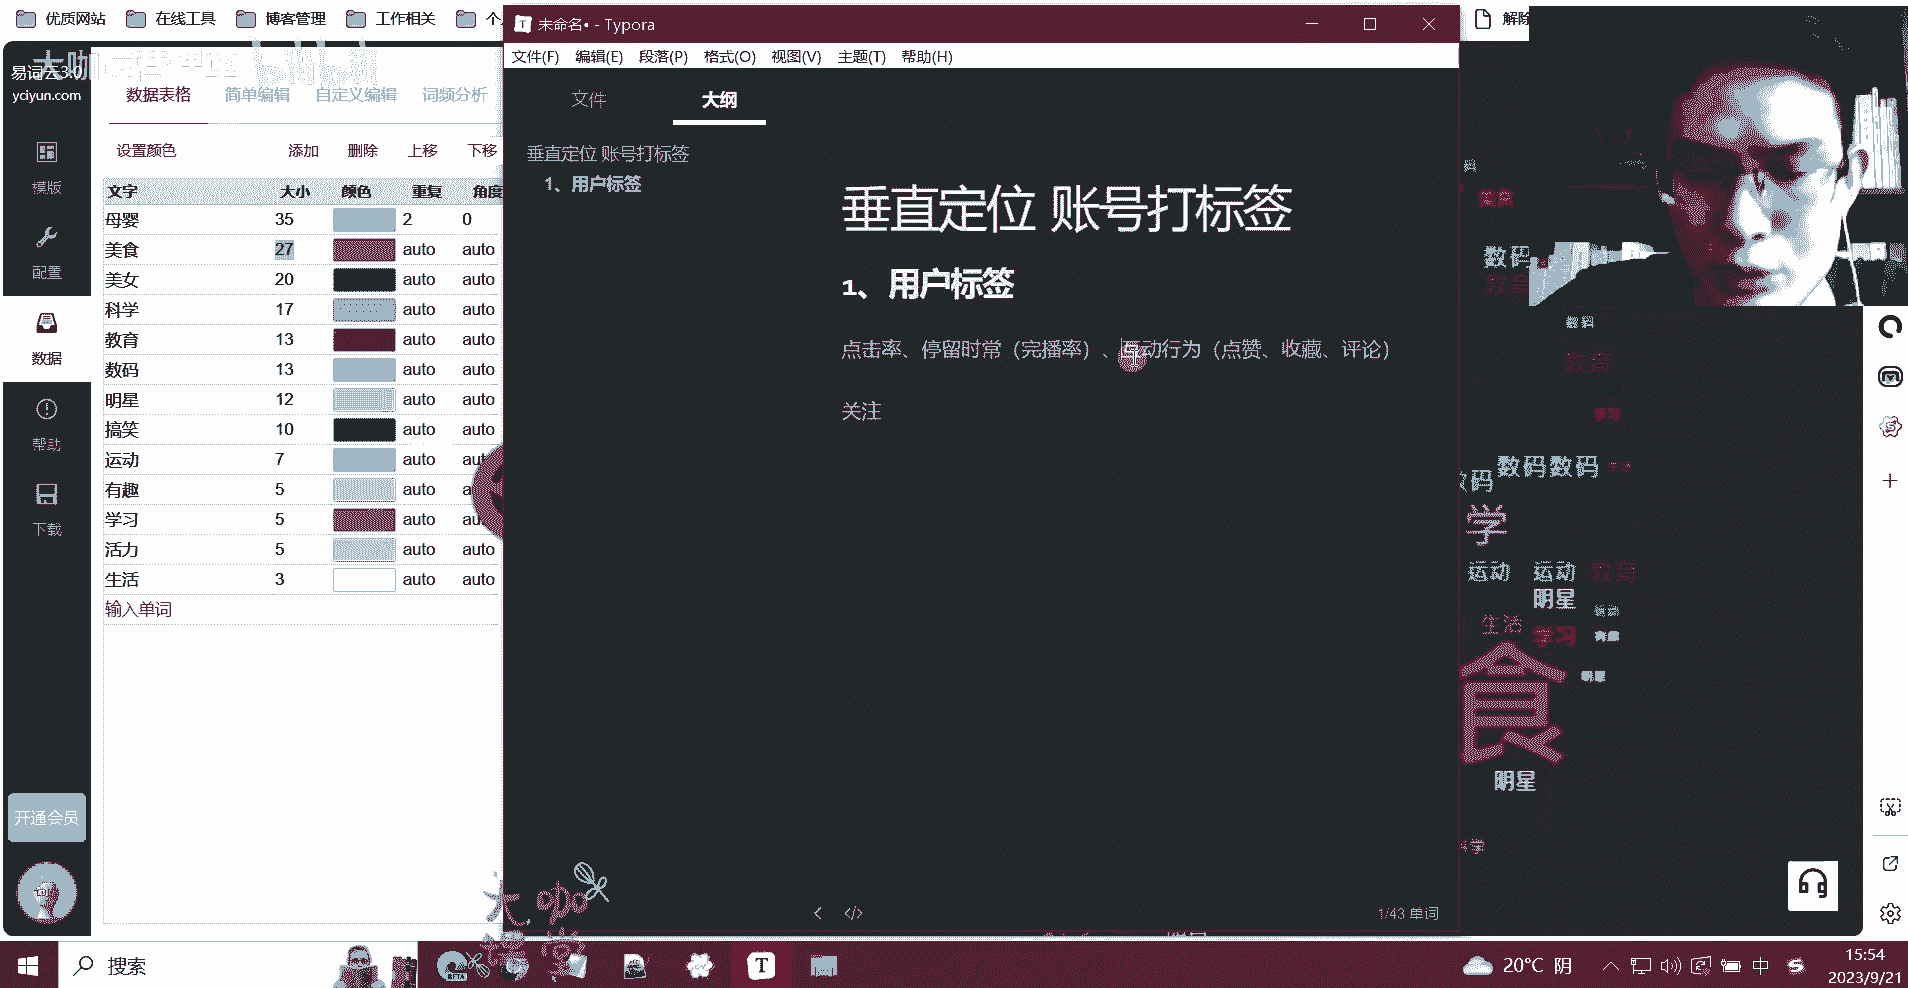 优质网站 在线工具 博客管理 工作相关
易词云3.0
yciyun.com
数据表格 简单编辑 自定义编辑 词频分析
设置颜色 添加 删除 上移 下移
文字 大小 颜色 重复 角度
母婴 35 2 0
美食 27 auto auto
美女 20 auto auto
科学 17 auto auto
教育 13 auto auto
数码 13 auto auto
明星 12 auto auto
搞笑 10 auto auto
运动 7 auto
有趣 5 auto
学习 5 auto
活力 5 auto auto
生活 3 auto auto
输入单词
模版
配置
数据
帮助
下载
开通会员
未命名• - Typora
文件(F) 编辑(E) 段落(P) 格式(O) 视图(V) 主题(T) 帮助(H)
文件 大纲
垂直定位 账号打标签
1、用户标签
垂直定位 账号打标签
1、用户标签
点击率、停留时常（完播率）、互动行为（点赞、收藏、评论）
关注
1/43 单词
解除
数码
教育
数码
教育
学习
数码数码
学
运动 运动 教育
明星
生活 学习
食
明星
大咖课堂
搜索
20°C 阴
中
15:54
2023/9/21